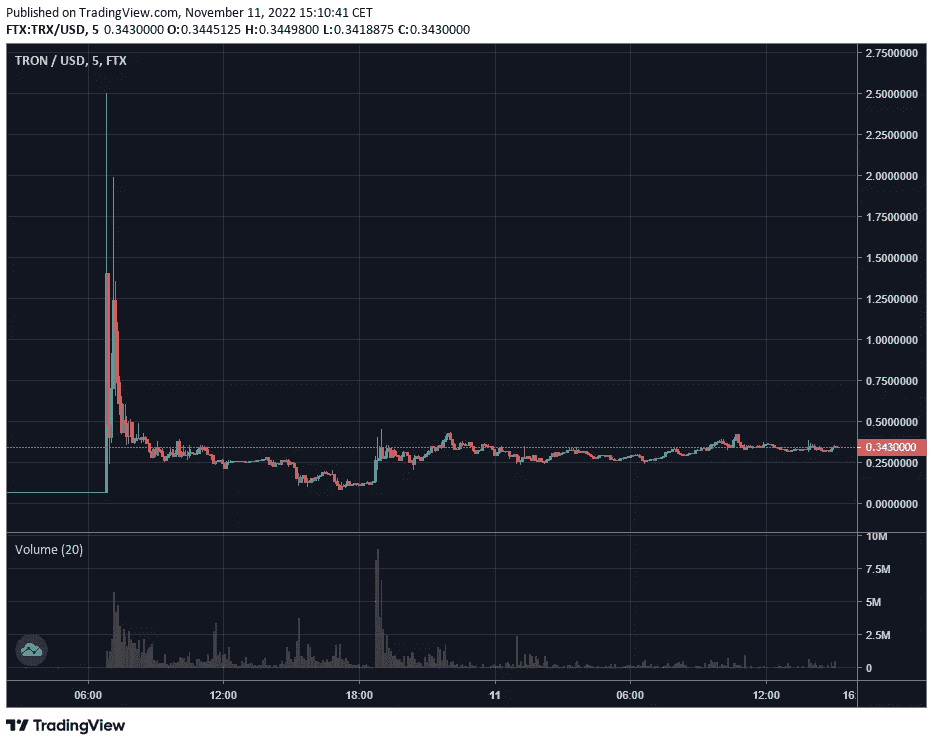 Published on TradingView.com, November 11, 2022 15:10:41 CET
FTX:TRX/USD, 5 0.3430000 O:0.3445125 H:0.3449800 L:0.3418875 C:0.3430000
TRON / USD, 5, FTX
2.7500000
2.5000000
2.2500000
2.0000000
1.7500000
1.5000000
1.2500000
1.0000000
0.7500000
0.5000000
0.3430000
0.2500000
0.0000000
Volume (20)
10M
7.5M
5M
2.5M
0
06:00 12:00 18:00 11 06:00 12:00 16:
TradingView